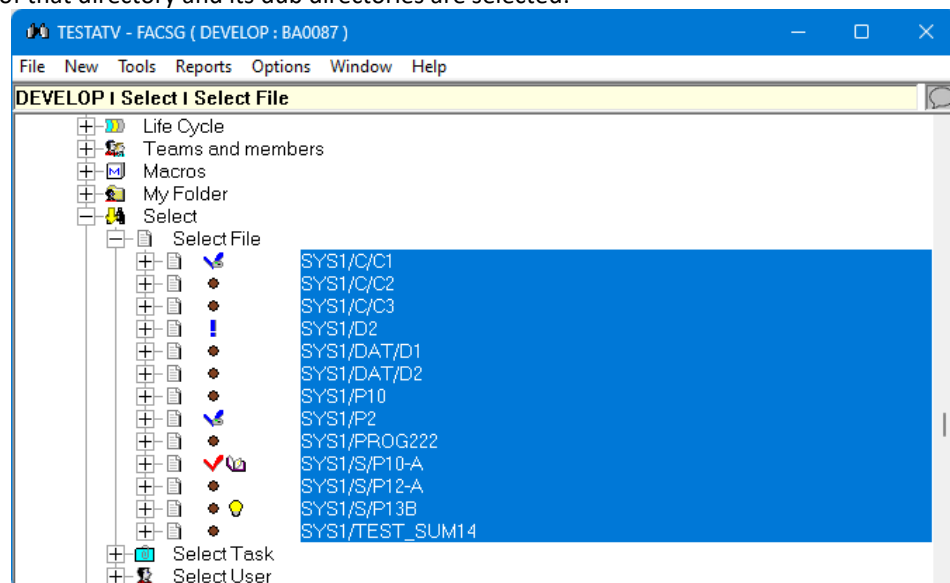 of that directory and its sub directories are selected.
TESTATV - FACSG ( DEVELOP : BA0087 )
File New Tools Reports Options Window Help
DEVELOP I Select I Select File
Life Cycle
Teams and members
Macros
My Folder
Select
Select File
SYS1/C/C1
SYS1/C/C2
SYS1/C/C3
SYS1/D2
SYS1/DAT/D1
SYS1/DAT/D2
SYS1/P10
SYS1/P2
SYS1/PROG222
SYS1/S/P10-A
SYS1/S/P12-A
SYS1/S/P13B
SYS1/TEST_SUM14
Select Task
Select User